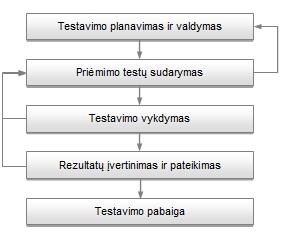 Testavimo planavimas ir valdymas
Priėmimo testų sudarymas
Testavimo vykdymas
Rezultatų įvertinimas ir pateikimas
Testavimo pabaiga